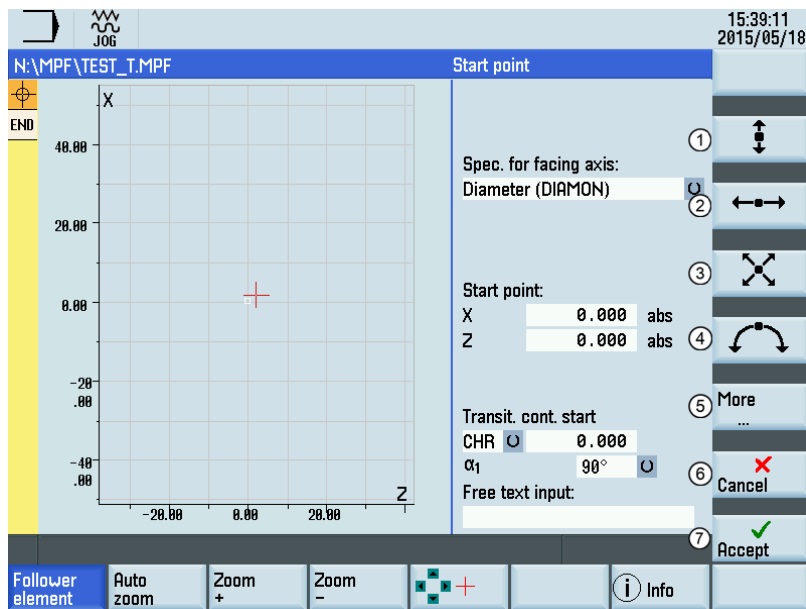 JOG
15:39:11
2015/05/18
N:\MPF\TEST_T.MPF
Start point
END
X
40.00
20.00
0.00
-20
.00
-40
.00
-20.00 0.00 20.00
Z
Spec. for facing axis:
Diameter (DIAMON)
Start point:
X 0.000 abs
Z 0.000 abs
Transit. cont. start
CHR 0.000
α1 90°
Free text input:
1
2
3
4
5 More
...
6 Cancel
7 Accept
Follower
element
Auto
zoom
Zoom
+
Zoom
-
i Info